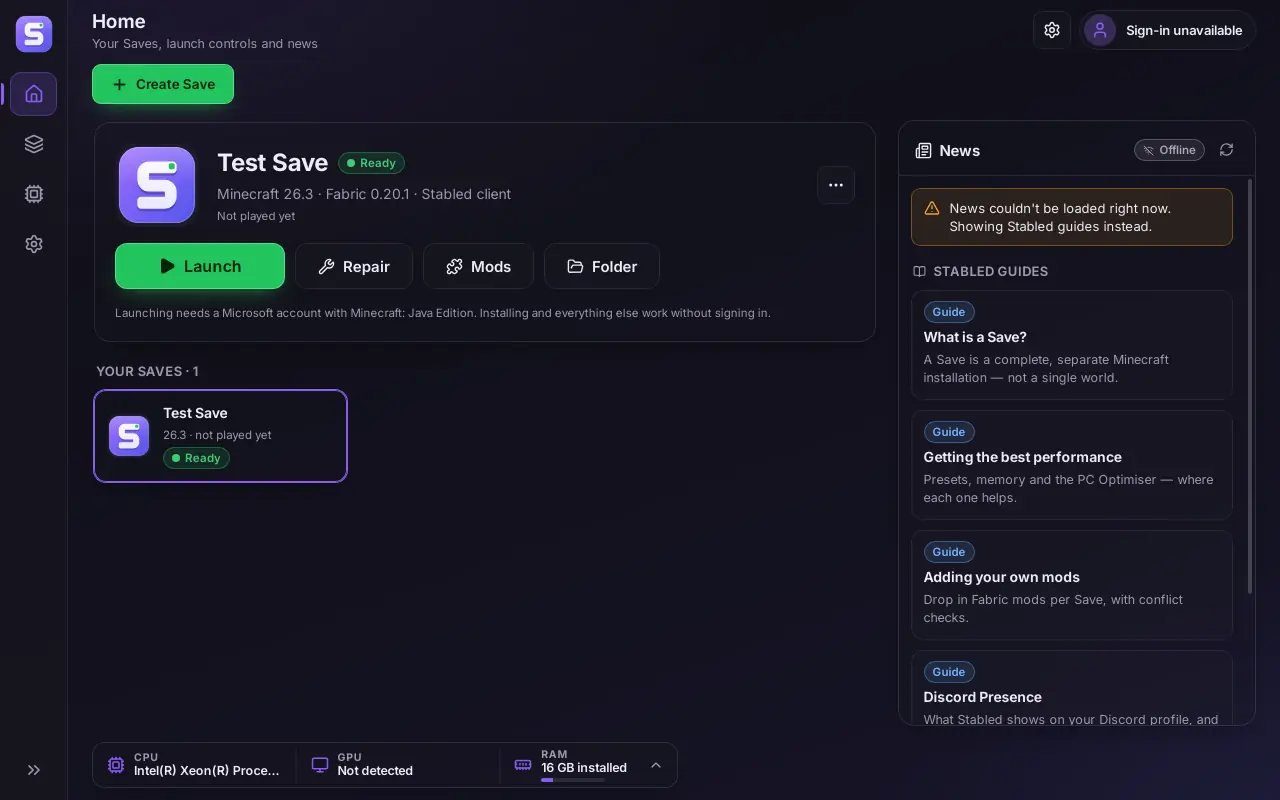 Home
Your Saves, launch controls and news
Sign-in unavailable
Create Save
Test Save
Ready
Minecraft 26.3 · Fabric 0.20.1 · Stabled client
Not played yet
Launch
Repair
Mods
Folder
Launching needs a Microsoft account with Minecraft: Java Edition. Installing and everything else work without signing in.
YOUR SAVES · 1
Test Save
26.3 · not played yet
Ready
News
Offline
News couldn't be loaded right now.
Showing Stabled guides instead.
STABLED GUIDES
Guide
What is a Save?
A Save is a complete, separate Minecraft
installation — not a single world.
Guide
Getting the best performance
Presets, memory and the PC Optimiser — where
each one helps.
Guide
Adding your own mods
Drop in Fabric mods per Save, with conflict
checks.
Guide
Discord Presence
What Stabled shows on your Discord profile, and
CPU
Intel(R) Xeon(R) Proce...
GPU
Not detected
RAM
16 GB installed